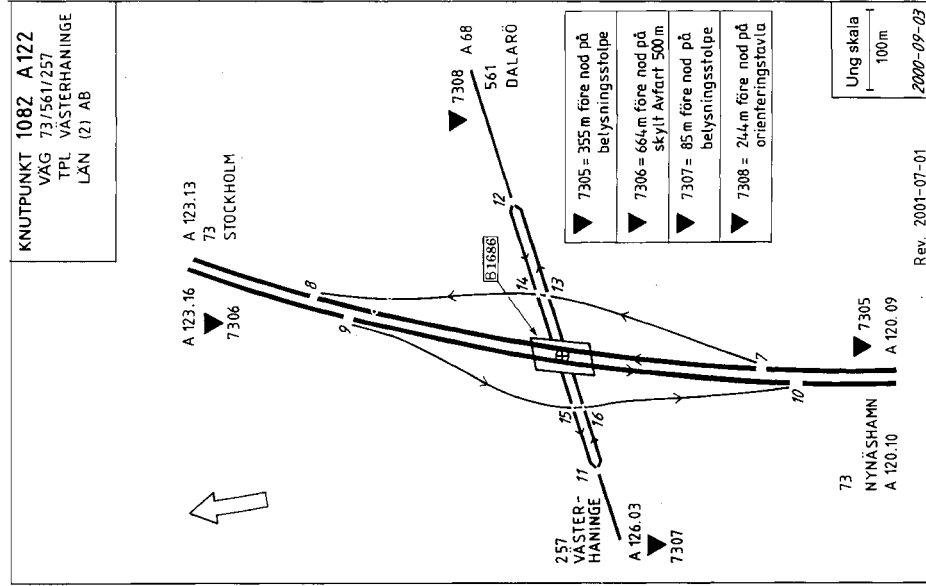 KNUTPUNKT 1082 A122
VÄG 73/561/257
TPL VÄSTERHANINGE
LÄN (2) AB
A 123.13
73
STOCKHOLM
A 123.16
7306
8
9
7308
A 68
561
DALARÖ
12
B1686
14
13
15
16
11
257
VÄSTER-
HANINGE
A 126.03
7307
7
10
7305
A 120.09
73
NYNÄSHAMN
A 120.10
7305 = 355 m före nod på
belysningsstolpe
7306 = 664 m före nod på
skylt Avfart 500 m
7307 = 85 m före nod på
belysningsstolpe
7308 = 244 m före nod på
orienteringstavla
Ung skala
100 m
Rev. 2001-07-01
2000-09-03